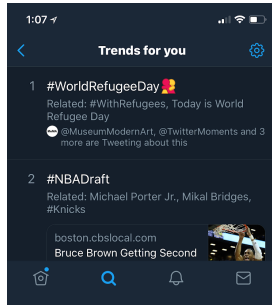 1:07
Trends for you
1 #WorldRefugeeDay
Related: #WithRefugees, Today is World
Refugee Day
@MuseumModernArt, @TwitterMoments and 3
more are Tweeting about this
2 #NBADraft
Related: Michael Porter Jr., Mikal Bridges,
#Knicks
boston.cbslocal.com
Bruce Brown Getting Second